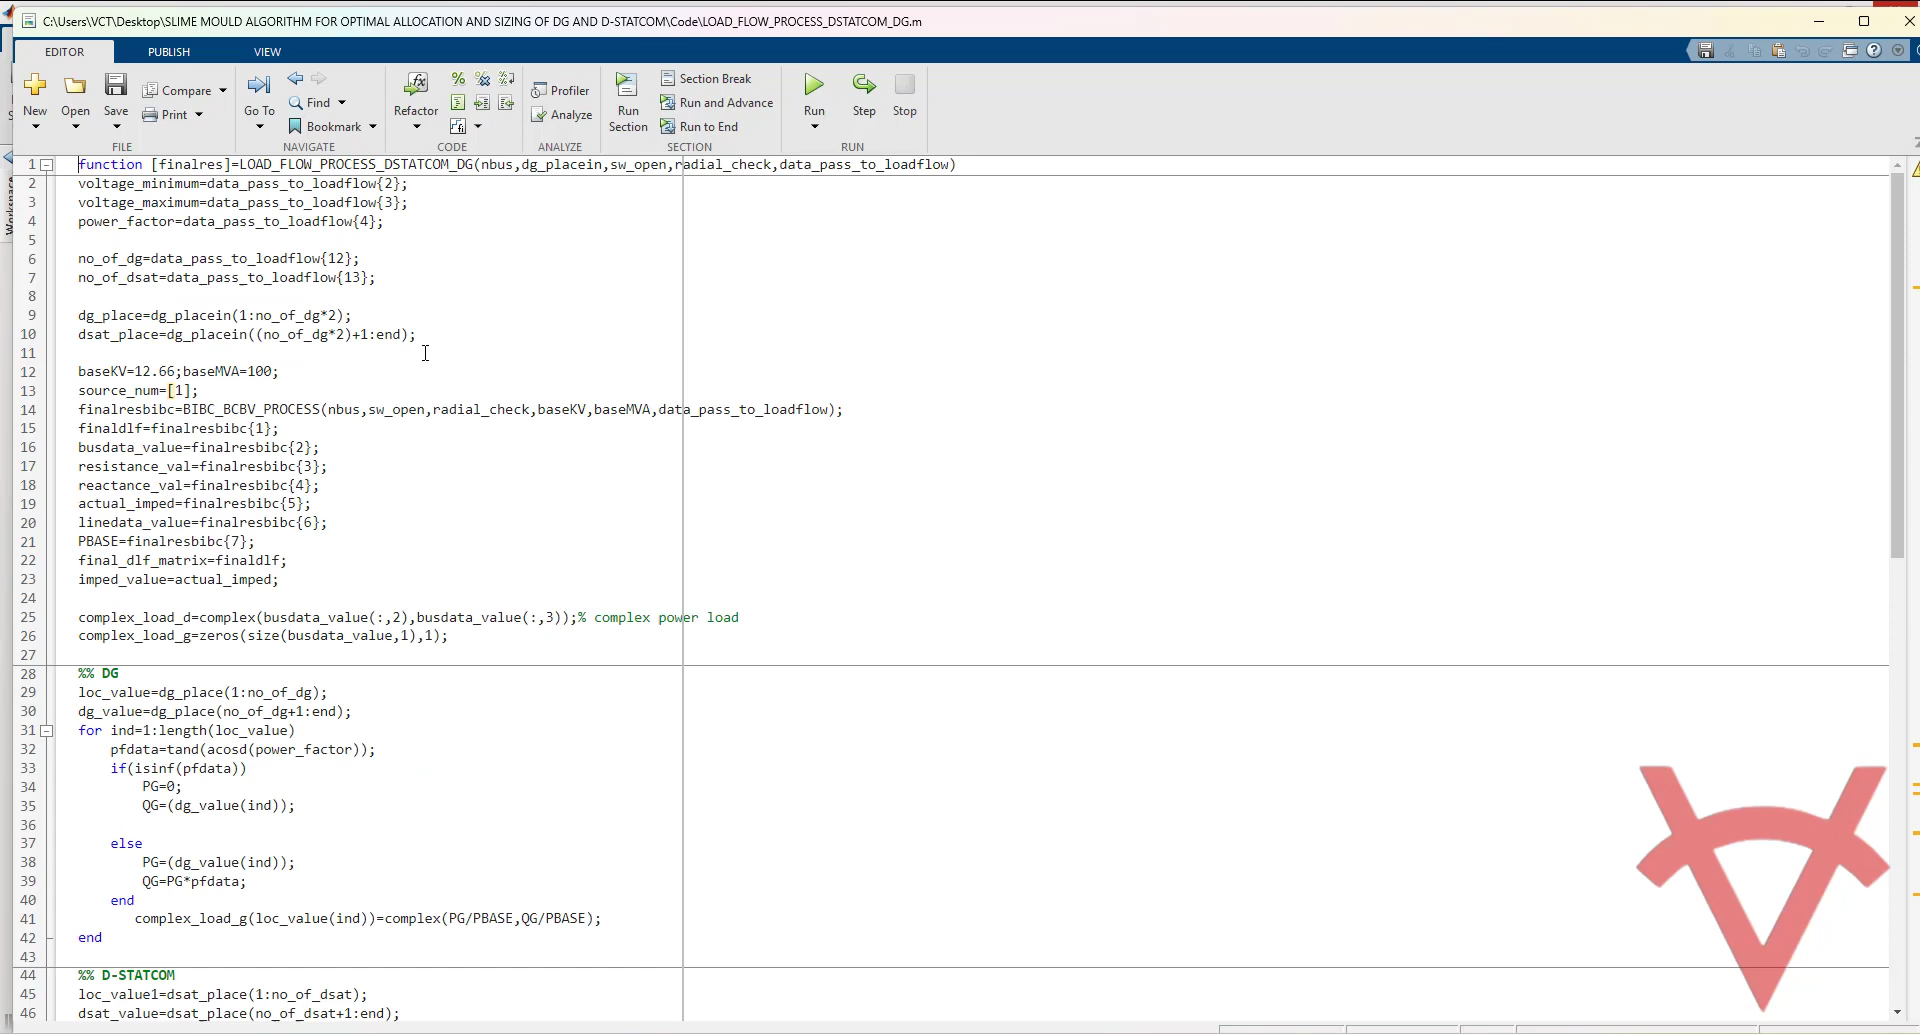 C:\Users\VCT\Desktop\SLIME MOULD ALGORITHM FOR OPTIMAL ALLOCATION AND SIZING OF DG AND D-STATCOM\Code\LOAD_FLOW_PROCESS_DSTATCOM_DG.m
EDITOR PUBLISH VIEW
New Open Save Compare Print
Go To Find Bookmark
Refactor
Profiler Analyze
Run Section
Section Break
Run and Advance
Run to End
Run Step Stop
FILE NAVIGATE CODE ANALYZE SECTION RUN
Workspace
1 function [finalres]=LOAD_FLOW_PROCESS_DSTATCOM_DG(nbus,dg_placein,sw_open,radial_check,data_pass_to_loadflow)
2 voltage_minimum=data_pass_to_loadflow{2};
3 voltage_maximum=data_pass_to_loadflow{3};
4 power_factor=data_pass_to_loadflow{4};
5
6 no_of_dg=data_pass_to_loadflow{12};
7 no_of_dsat=data_pass_to_loadflow{13};
8
9 dg_place=dg_placein(1:no_of_dg*2);
10 dsat_place=dg_placein((no_of_dg*2)+1:end);
11
12 baseKV=12.66;baseMVA=100;
13 source_num=[1];
14 finalresbibc=BIBC_BCBV_PROCESS(nbus,sw_open,radial_check,baseKV,baseMVA,data_pass_to_loadflow);
15 finaldlf=finalresbibc{1};
16 busdata_value=finalresbibc{2};
17 resistance_val=finalresbibc{3};
18 reactance_val=finalresbibc{4};
19 actual_imped=finalresbibc{5};
20 linedata_value=finalresbibc{6};
21 PBASE=finalresbibc{7};
22 final_dlf_matrix=finaldlf;
23 imped_value=actual_imped;
24
25 complex_load_d=complex(busdata_value(:,2),busdata_value(:,3));% complex power load
26 complex_load_g=zeros(size(busdata_value,1),1);
27
28 %% DG
29 loc_value=dg_place(1:no_of_dg);
30 dg_value=dg_place(no_of_dg+1:end);
31 for ind=1:length(loc_value)
32 pfdata=tand(acosd(power_factor));
33 if(isinf(pfdata))
34 PG=0;
35 QG=(dg_value(ind));
36
37 else
38 PG=(dg_value(ind));
39 QG=PG*pfdata;
40 end
41 complex_load_g(loc_value(ind))=complex(PG/PBASE,QG/PBASE);
42 end
43
44 %% D-STATCOM
45 loc_value1=dsat_place(1:no_of_dsat);
46 dsat_value=dsat_place(no_of_dsat+1:end);